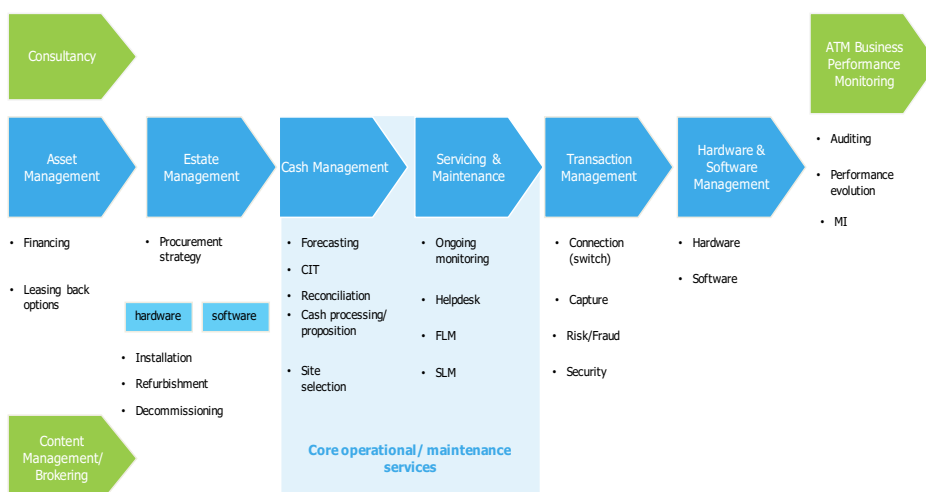 Consultancy
ATM Business
Performance
Monitoring
Asset
Management
Estate
Management
Cash Management
Servicing &
Maintenance
Transaction
Management
Hardware &
Software
Management
• Auditing
• Performance
evolution
• MI
• Financing
• Leasing back
options
• Procurement
strategy
hardware
software
• Installation
• Refurbishment
• Decommissioning
• Forecasting
• CIT
• Reconciliation
• Cash processing/
proposition
• Site
selection
• Ongoing
monitoring
• Helpdesk
• FLM
• SLM
• Connection
(switch)
• Capture
• Risk/Fraud
• Security
• Hardware
• Software
Content
Management/
Brokering
Core operational/ maintenance
services